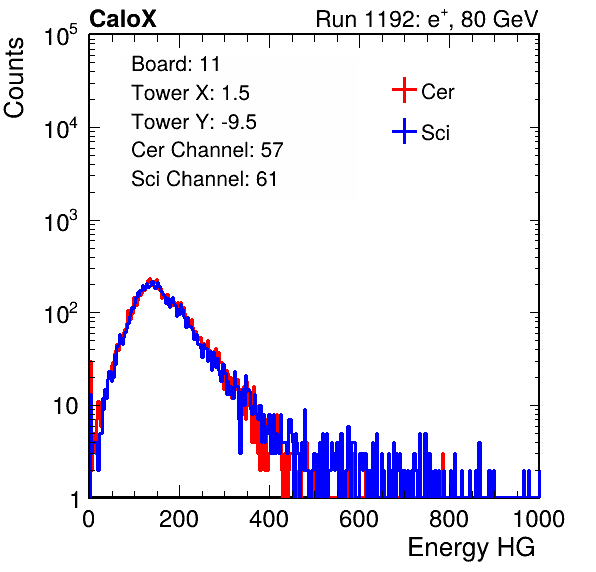 CaloX Run 1192: e⁺, 80 GeV
Counts
10⁵
10⁴
10³
10²
10
1
Board: 11
Tower X: 1.5
Tower Y: -9.5
Cer Channel: 57
Sci Channel: 61
Cer
Sci
0 200 400 600 800 1000
Energy HG